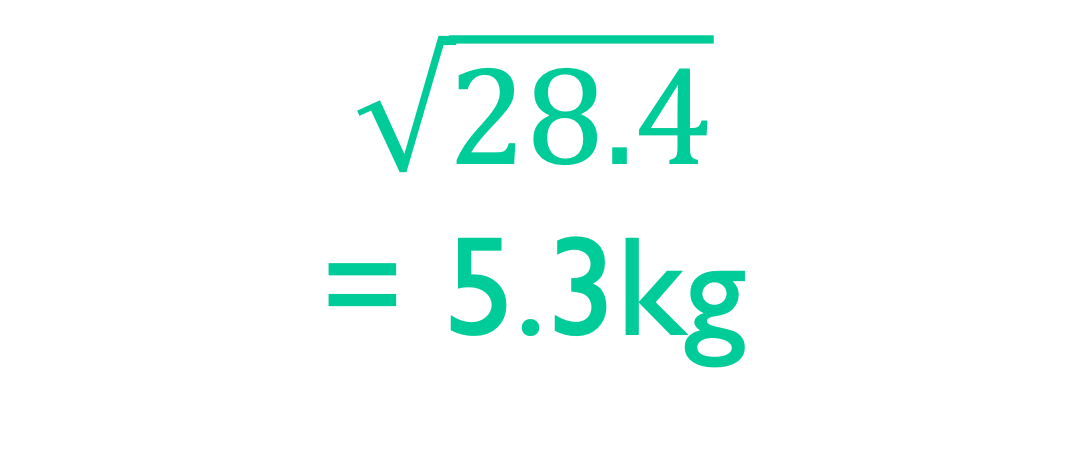 √28.4
= 5.3kg